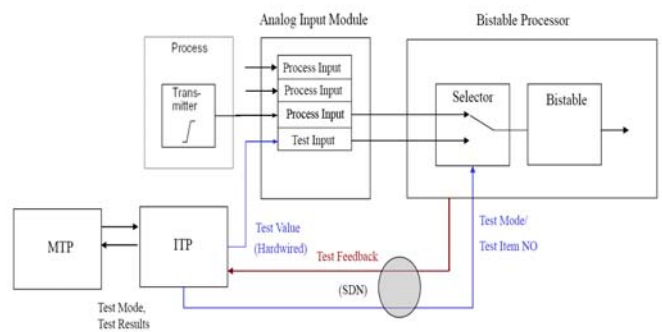 Analog Input Module
Bistable Processor
Process
Trans-
mitter
Process Input
Process Input
Process Input
Test Input
Selector
Bistable
MTP
ITP
Test Value
(Hardwired)
Test Feedback
(SDN)
Test Mode/
Test Item NO
Test Mode,
Test Results